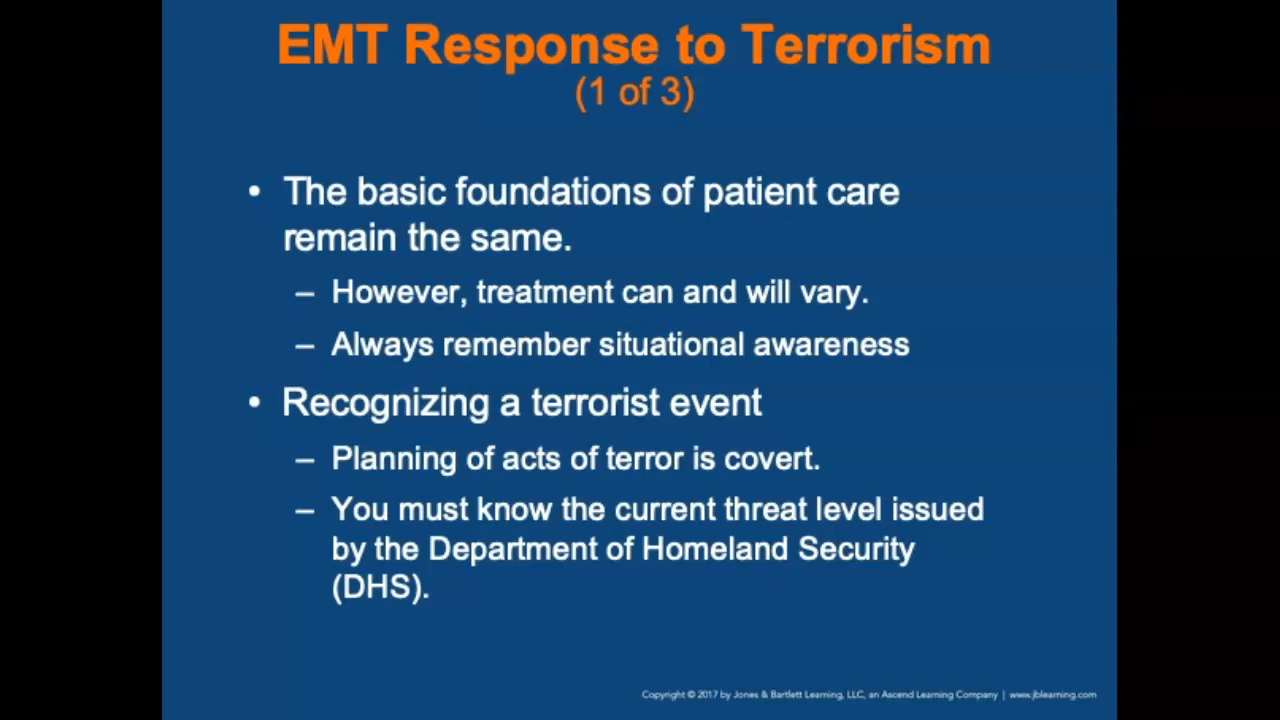 EMT Response to Terrorism
(1 of 3)
• The basic foundations of patient care
remain the same.
– However, treatment can and will vary.
– Always remember situational awareness
• Recognizing a terrorist event
– Planning of acts of terror is covert.
– You must know the current threat level issued
by the Department of Homeland Security
(DHS).
Copyright © 2017 by Jones & Bartlett Learning, LLC, an Ascend Learning Company | www.jblearning.com